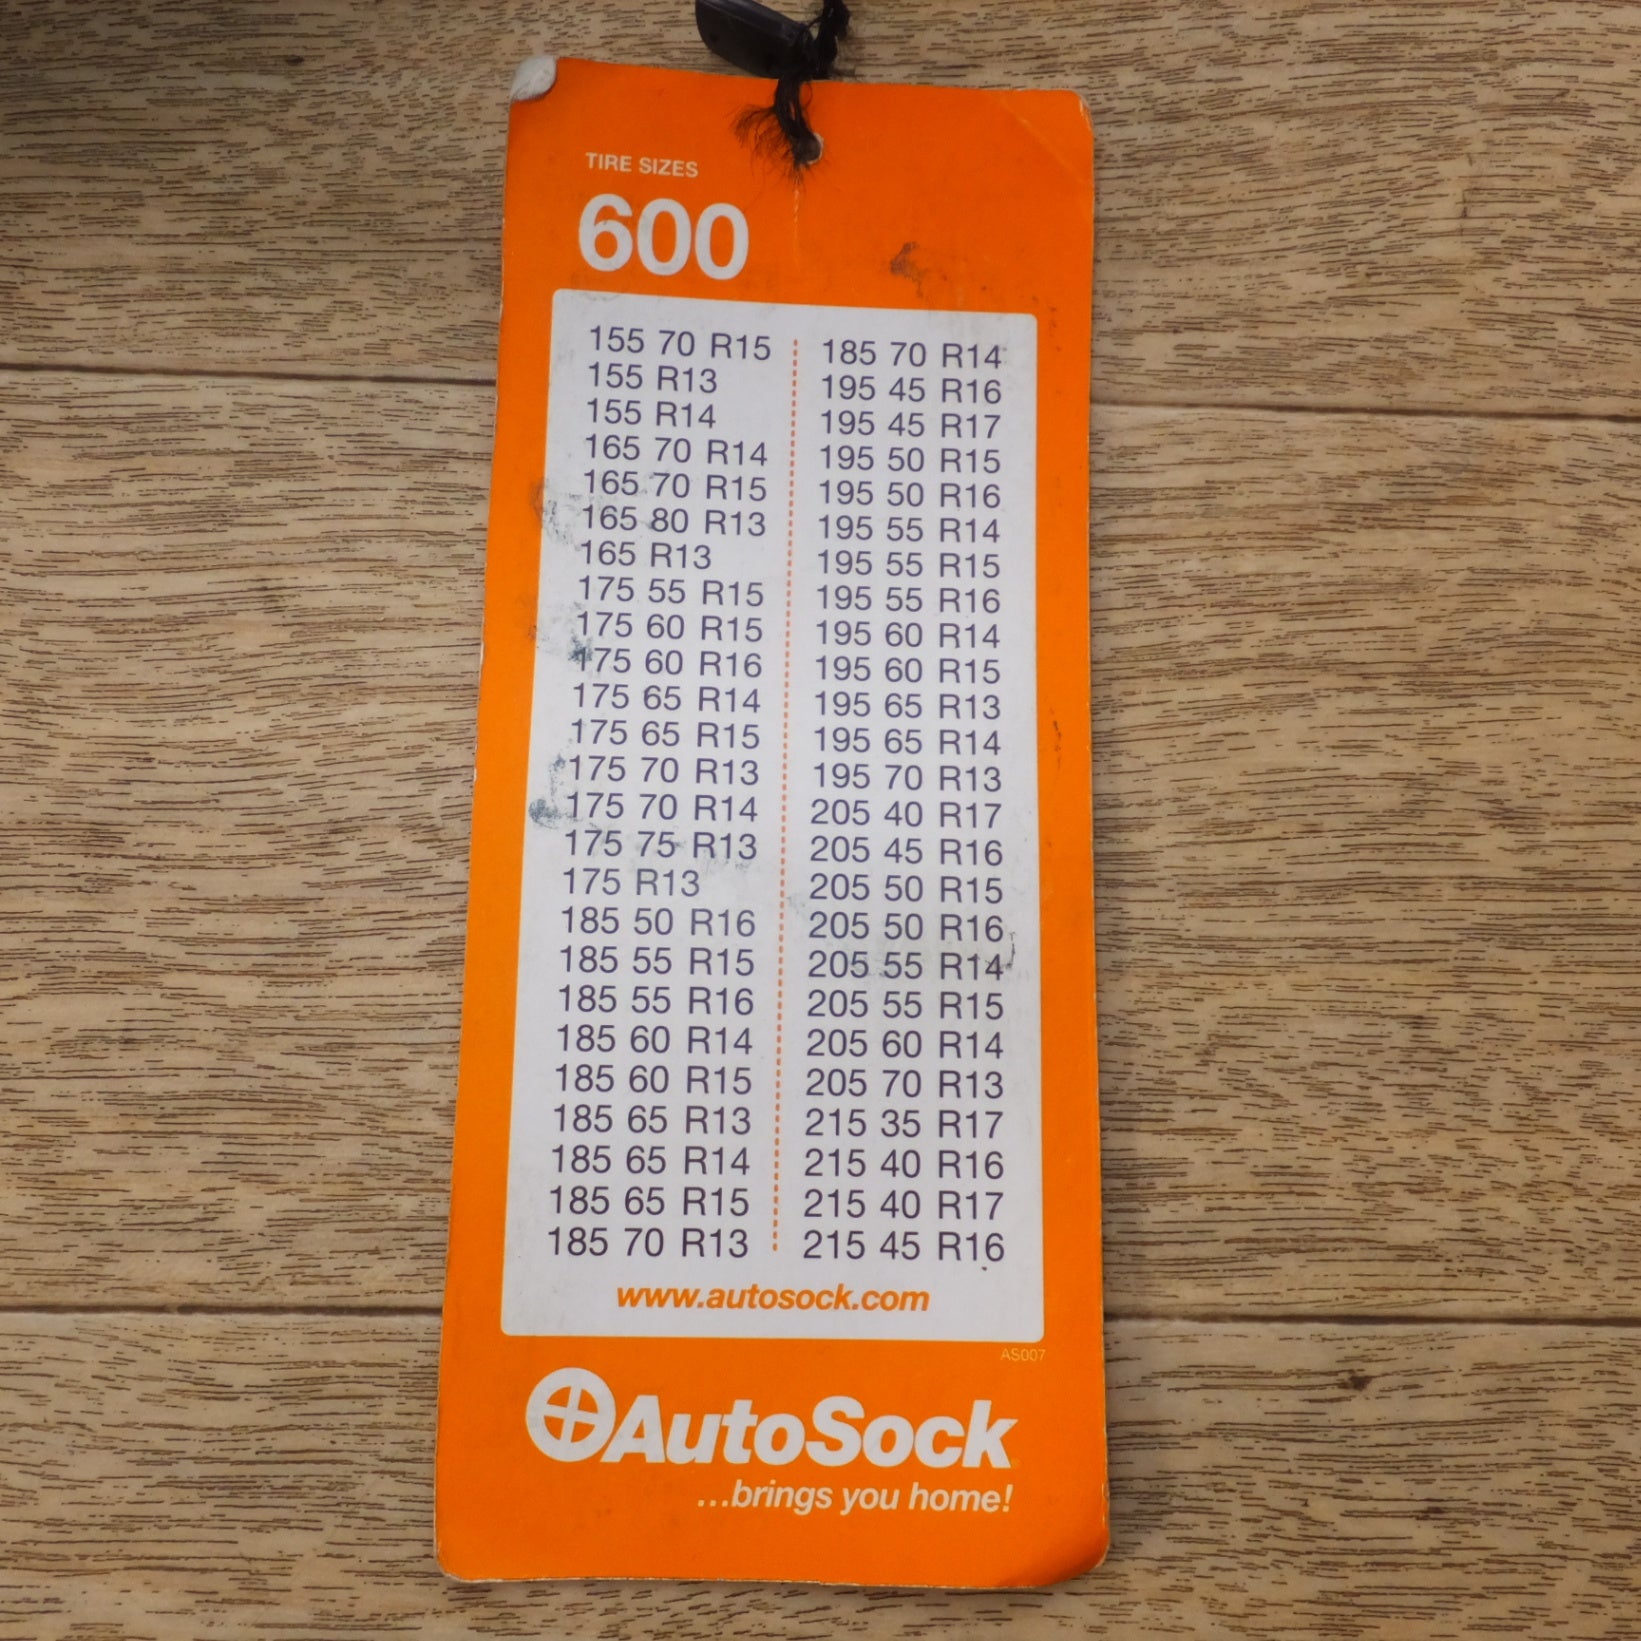 TIRE SIZES
600
155 70 R15
155 R13
155 R14
165 70 R14
165 70 R15
165 80 R13
165 R13
175 55 R15
175 60 R15
175 60 R16
175 65 R14
175 65 R15
175 70 R13
175 70 R14
175 75 R13
175 R13
185 50 R16
185 55 R15
185 55 R16
185 60 R14
185 60 R15
185 65 R13
185 65 R14
185 65 R15
185 70 R13
185 70 R14
195 45 R16
195 45 R17
195 50 R15
195 50 R16
195 55 R14
195 55 R15
195 55 R16
195 60 R14
195 60 R15
195 65 R13
195 65 R14
195 70 R13
205 40 R17
205 45 R16
205 50 R15
205 50 R16
205 55 R14
205 55 R15
205 60 R14
205 70 R13
215 35 R17
215 40 R16
215 40 R17
215 45 R16
www.autosock.com
AS007
AutoSock
...brings you home!